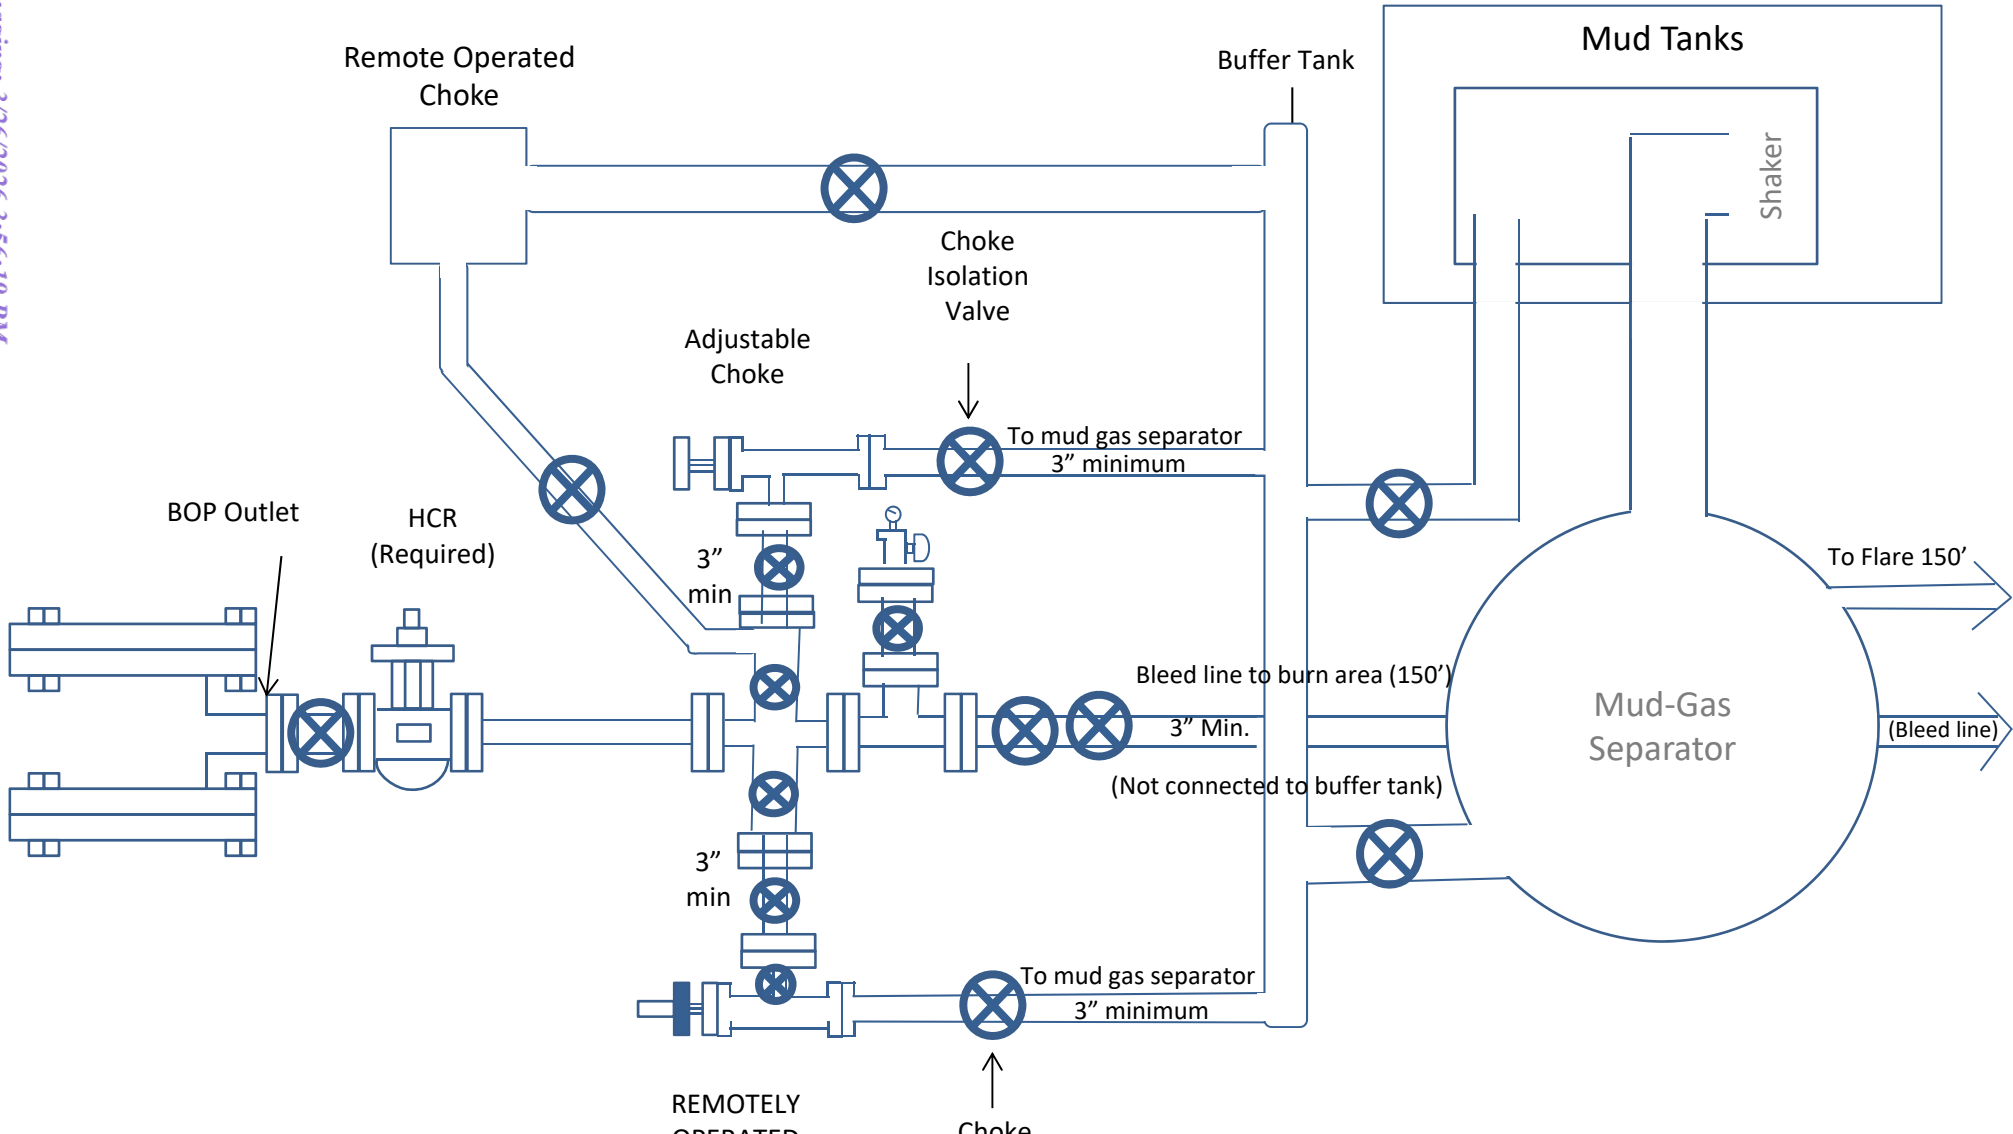 Mud Tanks
Remote Operated
Choke
Buffer Tank
Shaker
Choke
Isolation
Valve
Adjustable
Choke
To mud gas separator
3” minimum
BOP Outlet
HCR
(Required)
3”
min
To Flare 150’
Bleed line to burn area (150’)
3” Min.
(Not connected to buffer tank)
Mud-Gas
Separator
(Bleed line)
3”
min
To mud gas separator
3” minimum
REMOTELY
OPERATED
Choke